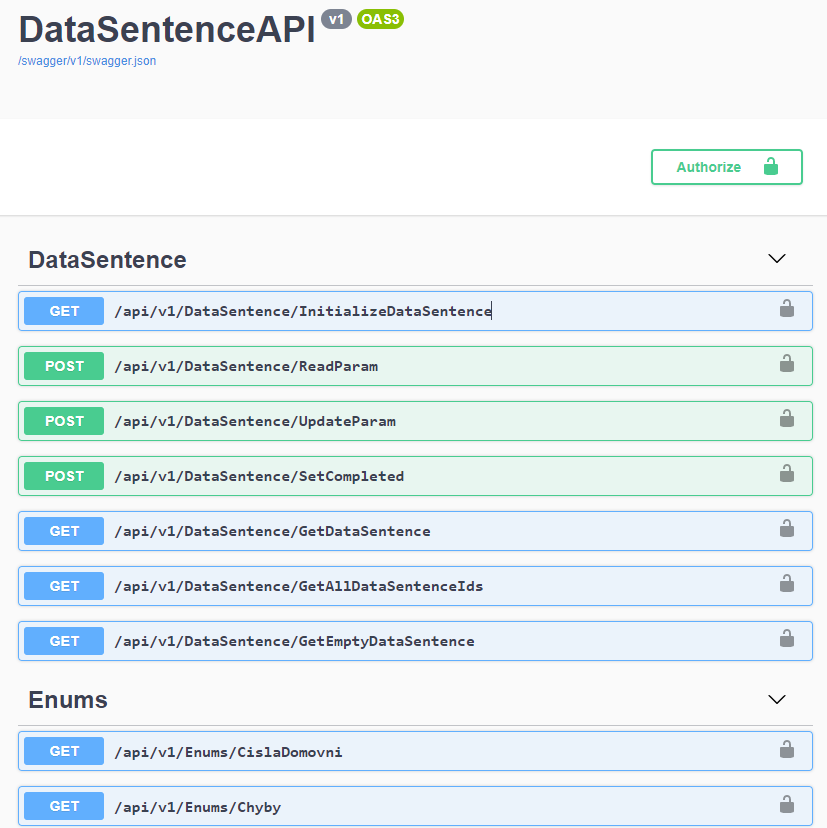 DataSentenceAPI v1 OAS3
/swagger/v1/swagger.json
Authorize
DataSentence
GET /api/v1/DataSentence/InitializeDataSentence
POST /api/v1/DataSentence/ReadParam
POST /api/v1/DataSentence/UpdateParam
POST /api/v1/DataSentence/SetCompleted
GET /api/v1/DataSentence/GetDataSentence
GET /api/v1/DataSentence/GetAllDataSentenceIds
GET /api/v1/DataSentence/GetEmptyDataSentence
Enums
GET /api/v1/Enums/CislaDomovni
GET /api/v1/Enums/Chyby